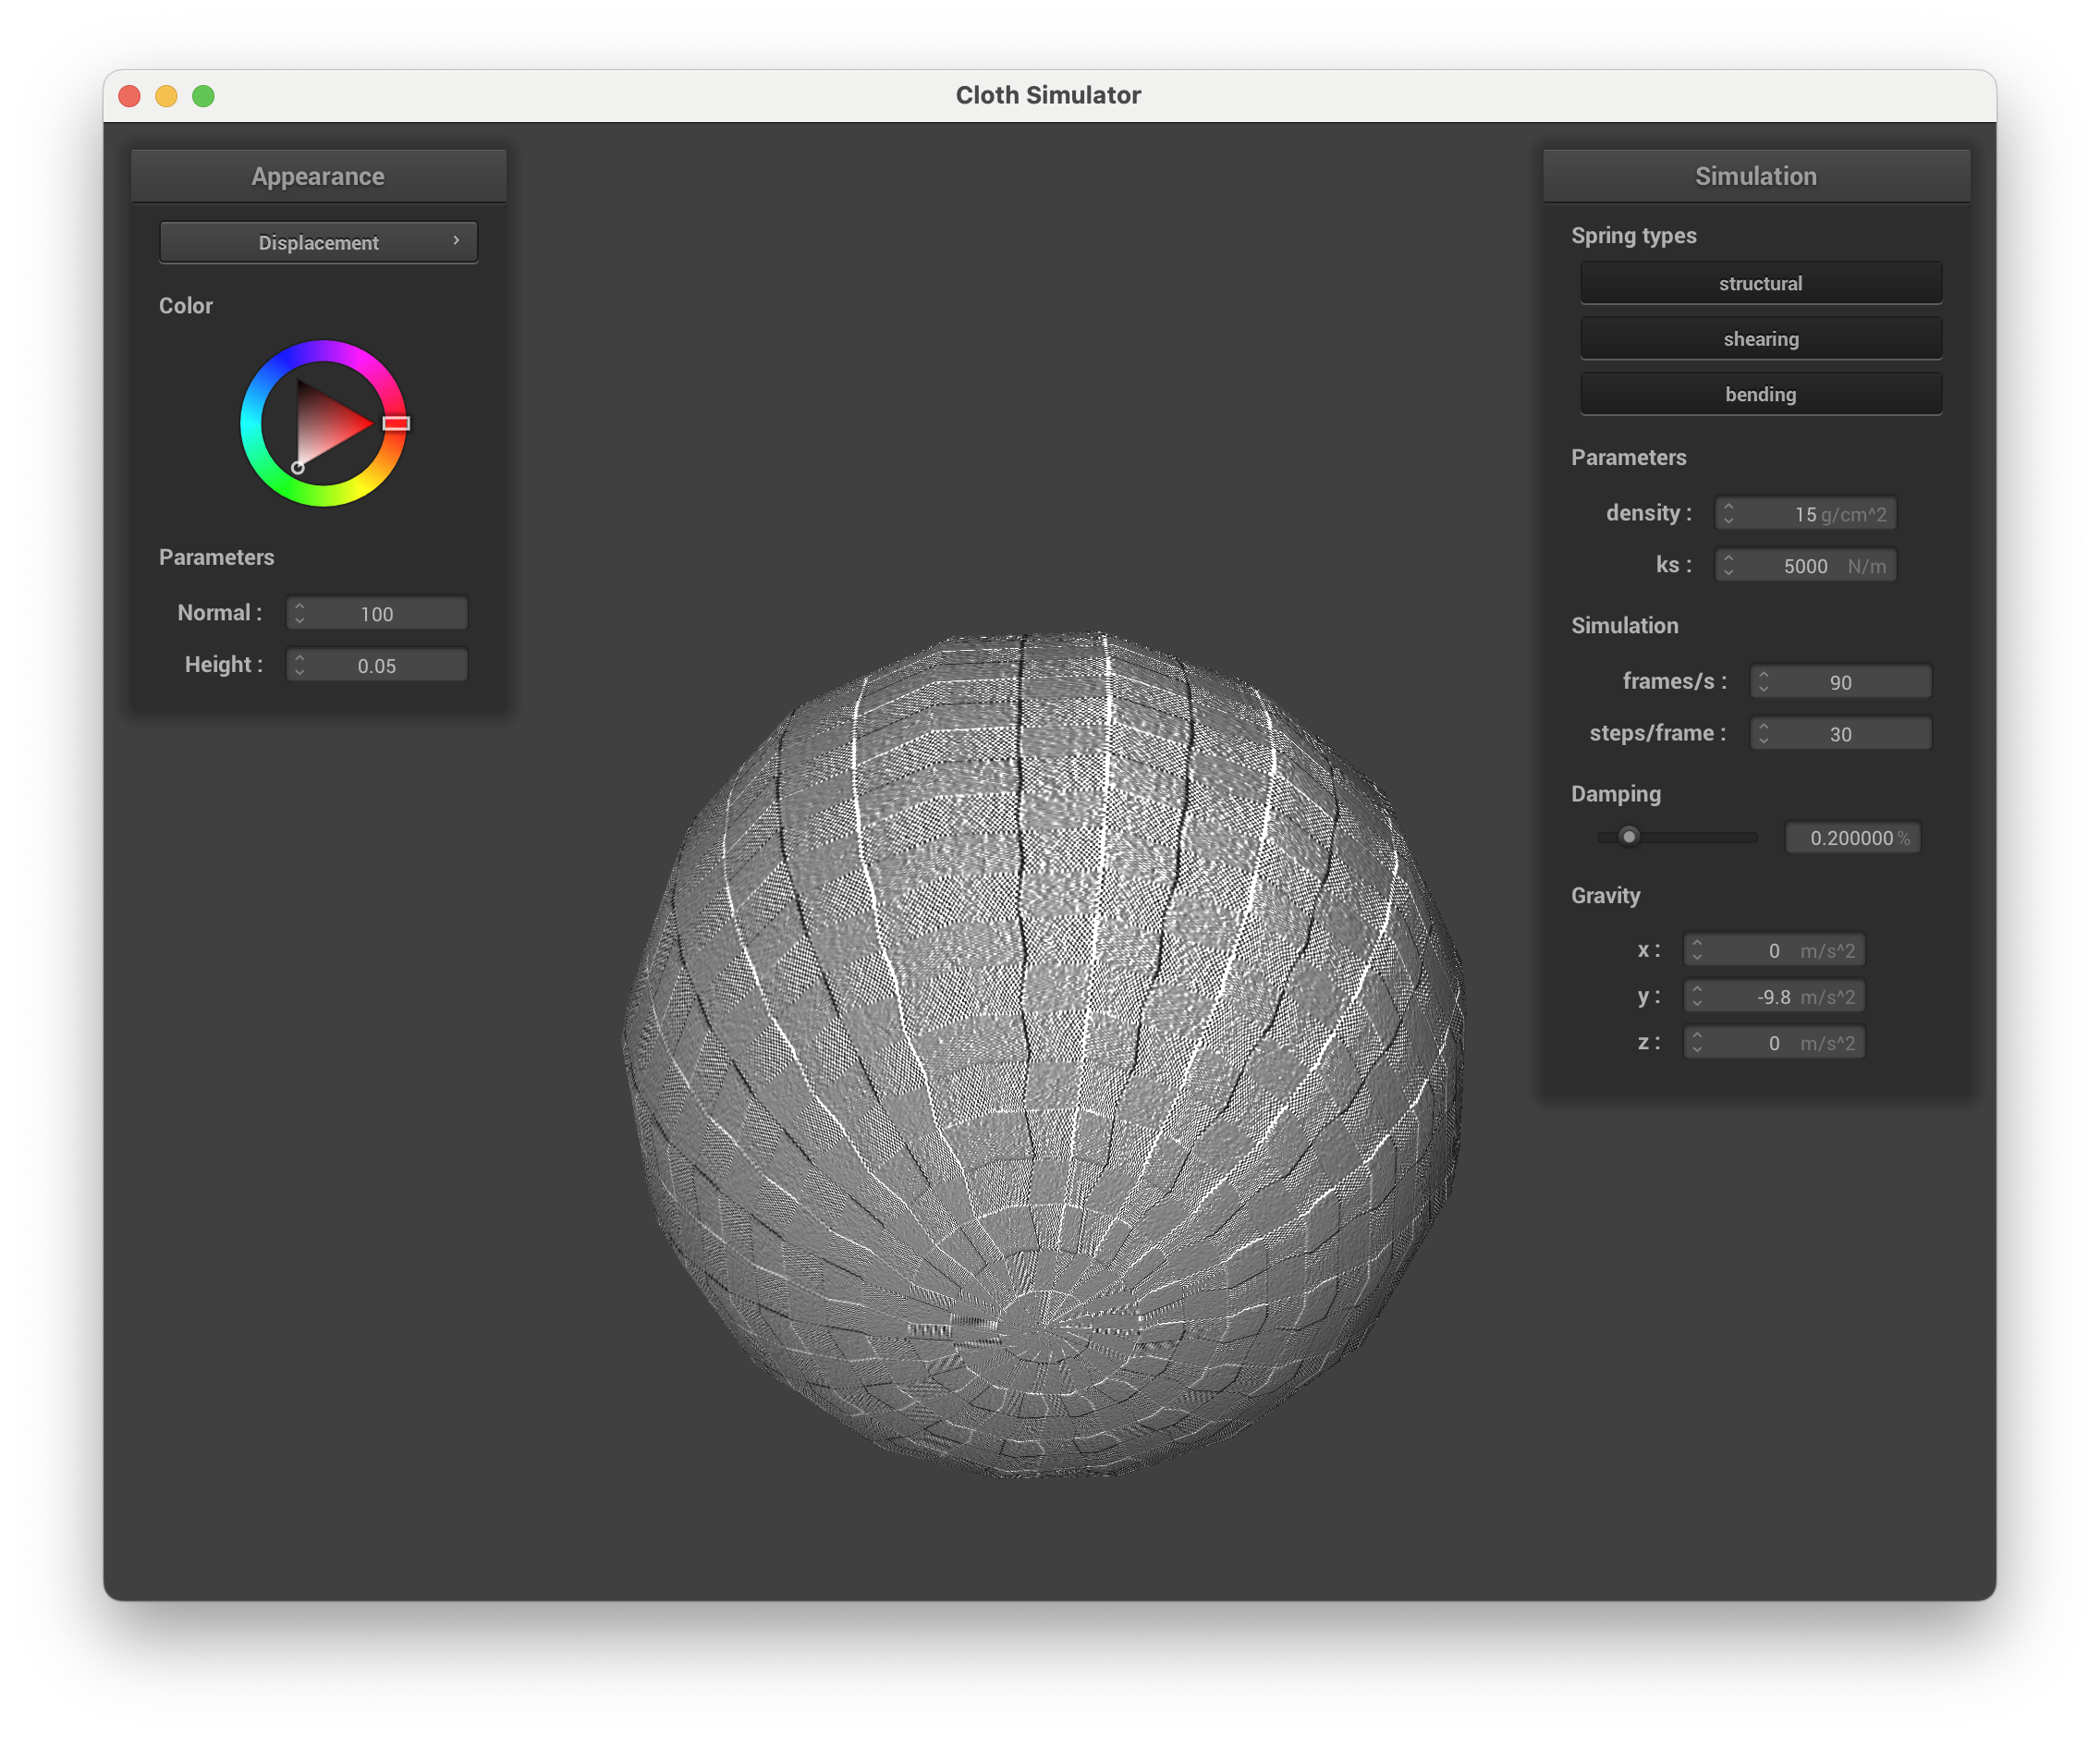 Cloth Simulator
Appearance
Displacement
Color
Parameters
Normal : 100
Height : 0.05
Simulation
Spring types
structural
shearing
bending
Parameters
density : 15 g/cm^2
ks : 5000 N/m
Simulation
frames/s : 90
steps/frame : 30
Damping
0.200000 %
Gravity
x : 0 m/s^2
y : -9.8 m/s^2
z : 0 m/s^2